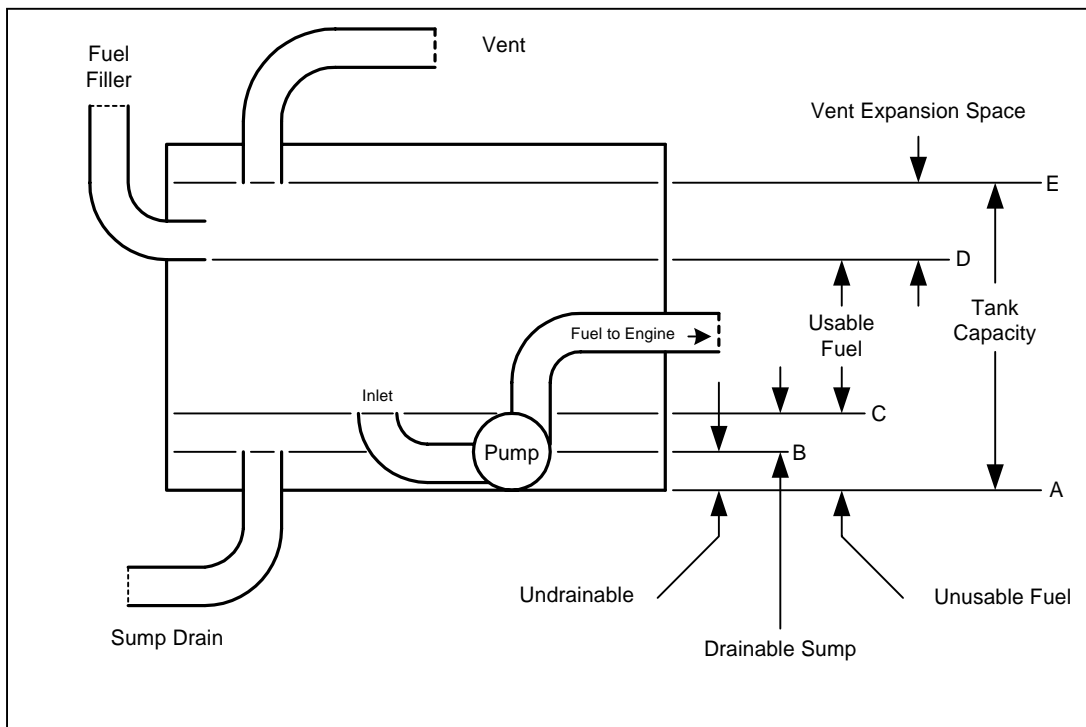 Fuel
Filler
Vent
Vent Expansion Space
E
D
Usable
Fuel
Tank
Capacity
Fuel to Engine
Inlet
C
Pump
B
A
Undrainable
Unusable Fuel
Sump Drain
Drainable Sump